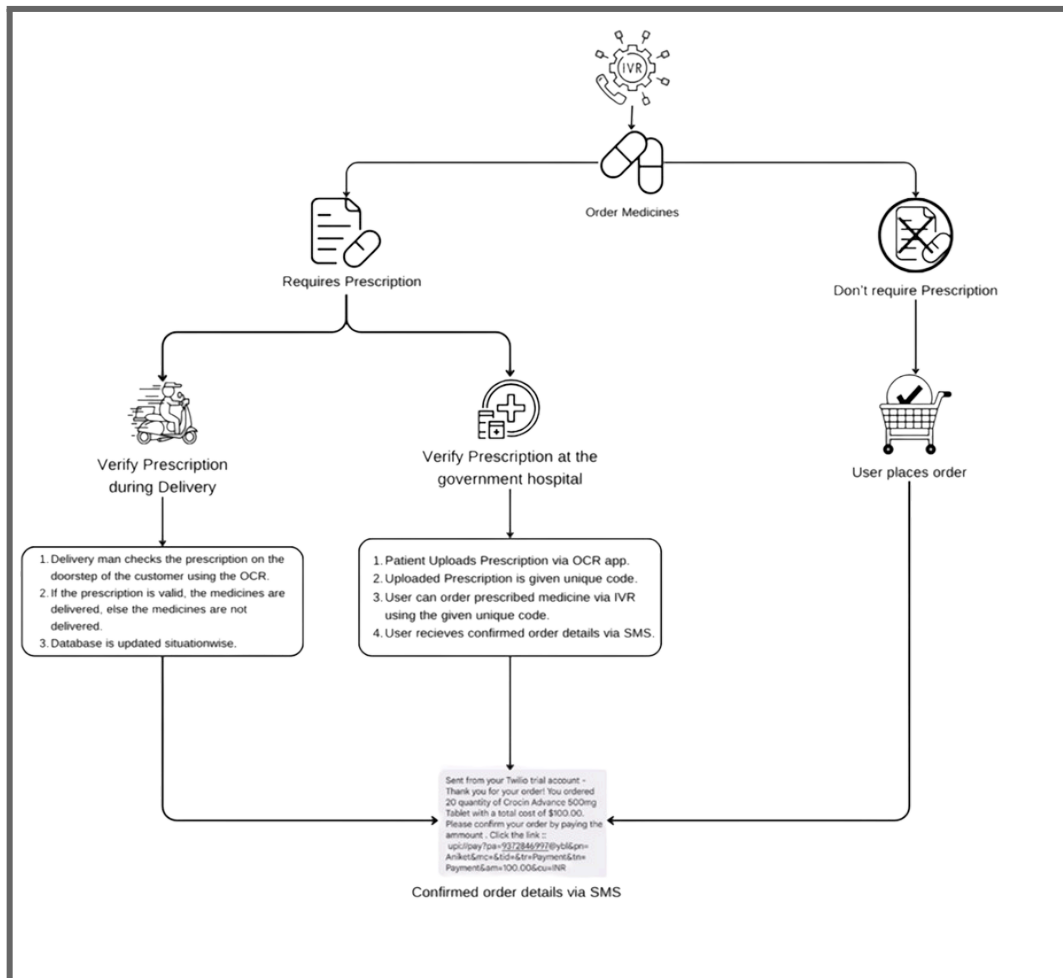 IVR
Order Medicines
Requires Prescription
Don't require Prescription
Verify Prescription
during Delivery
Verify Prescription at the
government hospital
User places order
1. Delivery man checks the prescription on the
doorstep of the customer using the OCR.
2. If the prescription is valid, the medicines are
delivered, else the medicines are not
delivered.
3. Database is updated situationwise.
1. Patient Uploads Prescription via OCR app.
2. Uploaded Prescription is given unique code.
3. User can order prescribed medicine via IVR
using the given unique code.
4. User recieves confirmed order details via SMS.
Sent from your Twilio trial account -
Thank you for your order! You ordered
20 quantity of Crocin Advance 500mg
Tablet with a total cost of $100.00.
Please confirm your order by paying the
ammount . Click the link ::
upi://pay?pa=9372846997@ybl&pn=
Aniket&mc=&tid=&tr=Payment&tn=
Payment&am=100.00&cu=INR
Confirmed order details via SMS